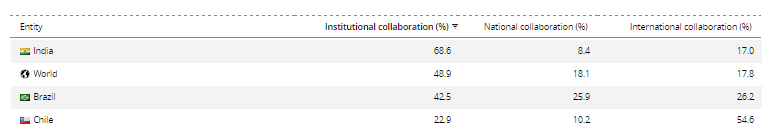 Entity Institutional collaboration (%) National collaboration (%) International collaboration (%)
India 68.6 8.4 17.0
World 48.9 18.1 17.8
Brazil 42.5 25.9 26.2
Chile 22.9 10.2 54.6